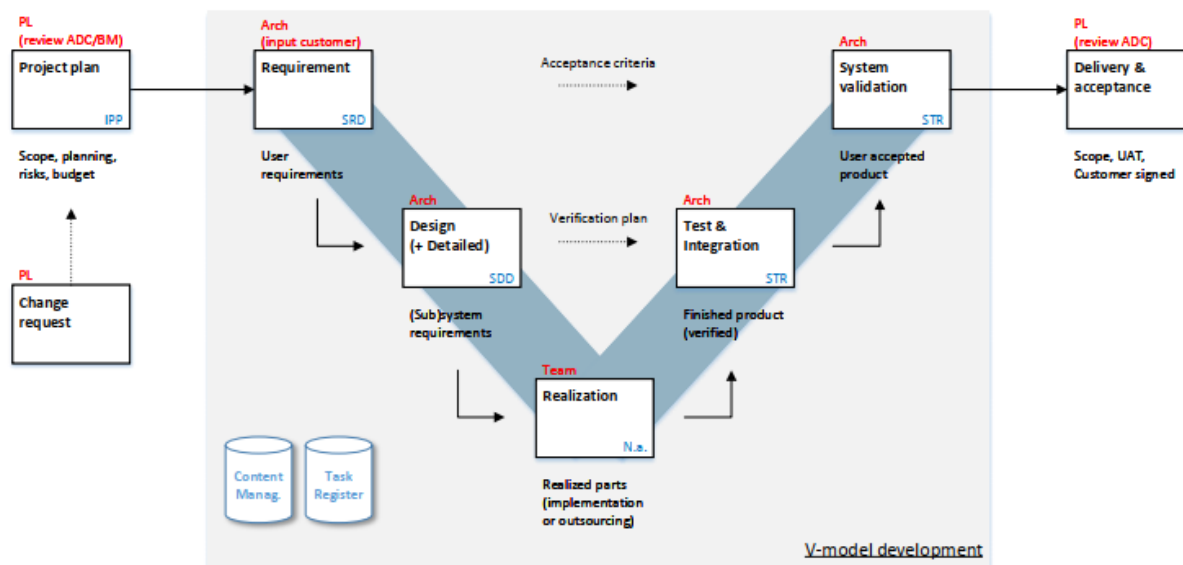 PL
(review ADC/BM)
Project plan
IPP
Scope, planning,
risks, budget
PL
Change
request
Arch
(input customer)
Requirement
SRD
User
requirements
Acceptance criteria
Arch
Design
(+ Detailed)
SDD
(Sub)system
requirements
Verification plan
Team
Realization
N.a.
Realized parts
(implementation
or outsourcing)
Arch
Test &
Integration
STR
Finished product
(verified)
Arch
System
validation
STR
User accepted
product
PL
(review ADC)
Delivery &
acceptance
Scope, UAT,
Customer signed
Content
Manag.
Task
Register
V-model development